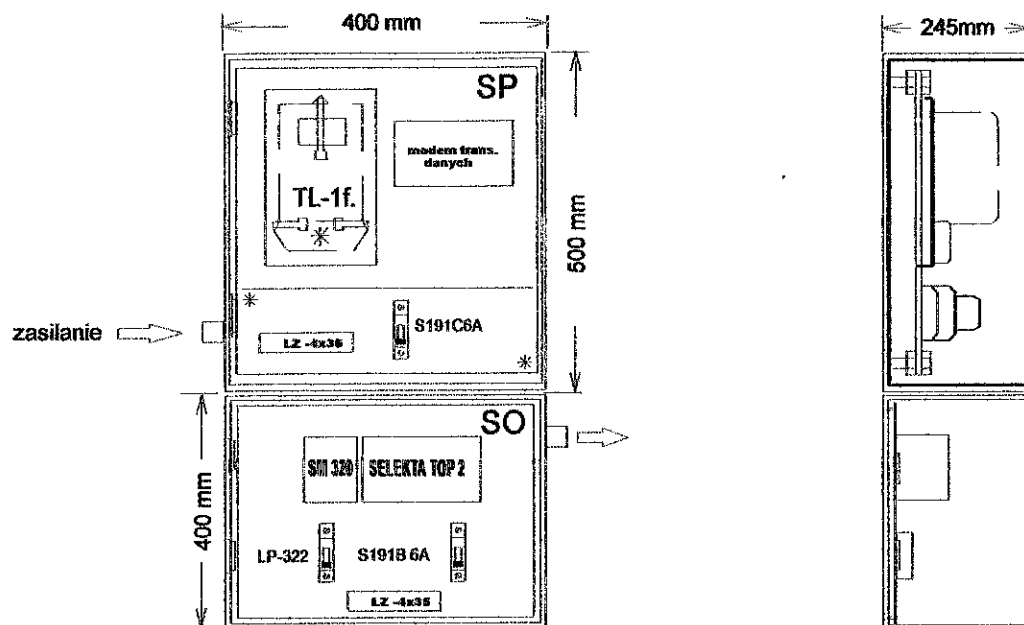 400 mm
245mm
SP
modem trans.
danych
TL-1f.
500 mm
zasilanie
S191C6A
LZ -4x35
SO
400 mm
SM 320
SELEKTA TOP 2
LP-322
S191B 6A
LZ -4x35